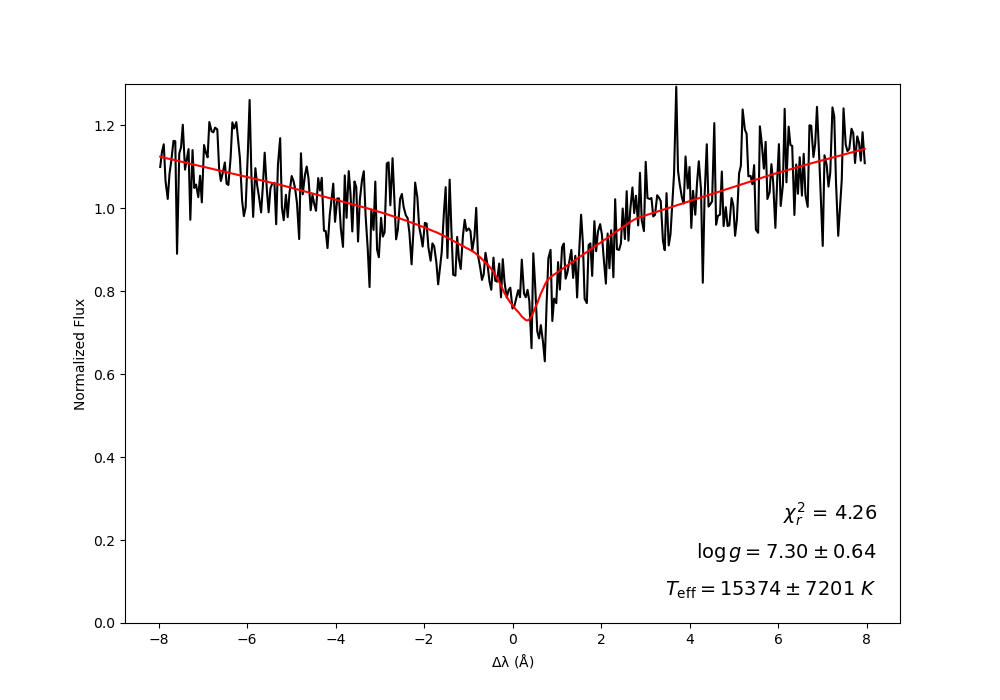 1.2
1.0
0.8
0.6
0.4
0.2
0.0
Normalized Flux
χ²ᵣ = 4.26
log g = 7.30 ± 0.64
T_eff = 15374 ± 7201 K
−8 −6 −4 −2 0 2 4 6 8
Δλ (Å)